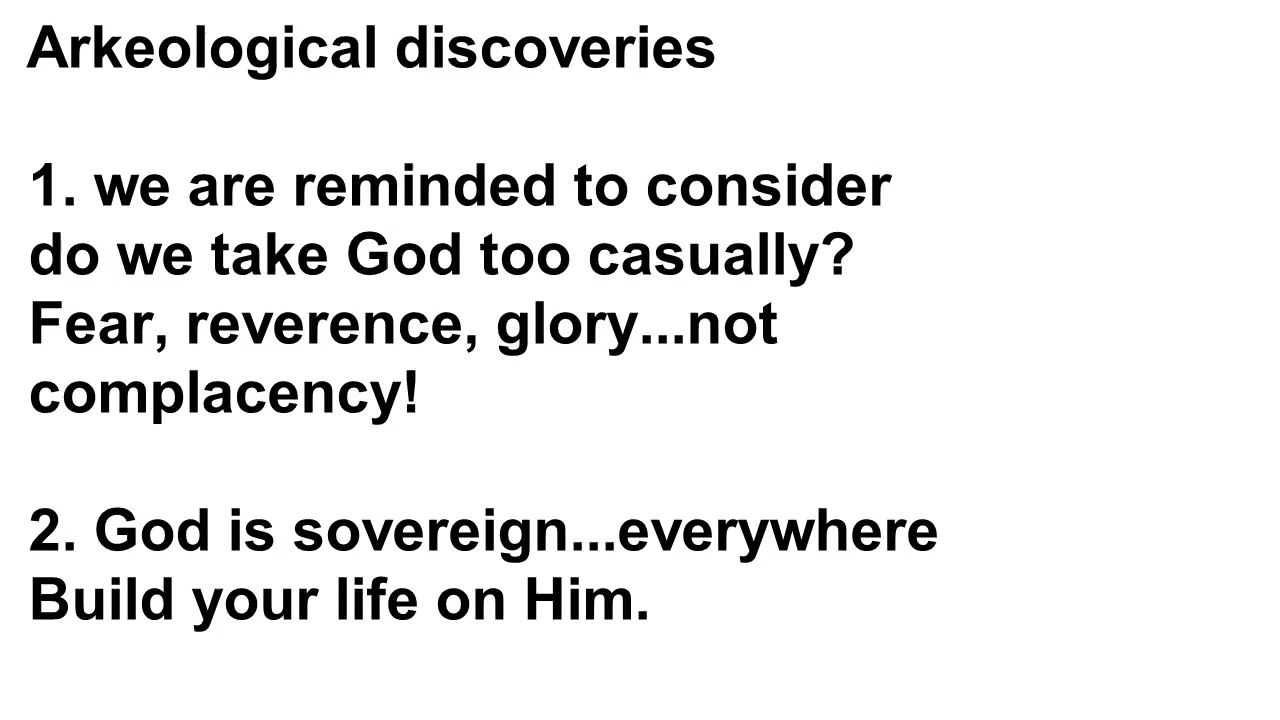 Arkeological discoveries
1. we are reminded to consider
do we take God too casually?
Fear, reverence, glory...not
complacency!
2. God is sovereign...everywhere
Build your life on Him.